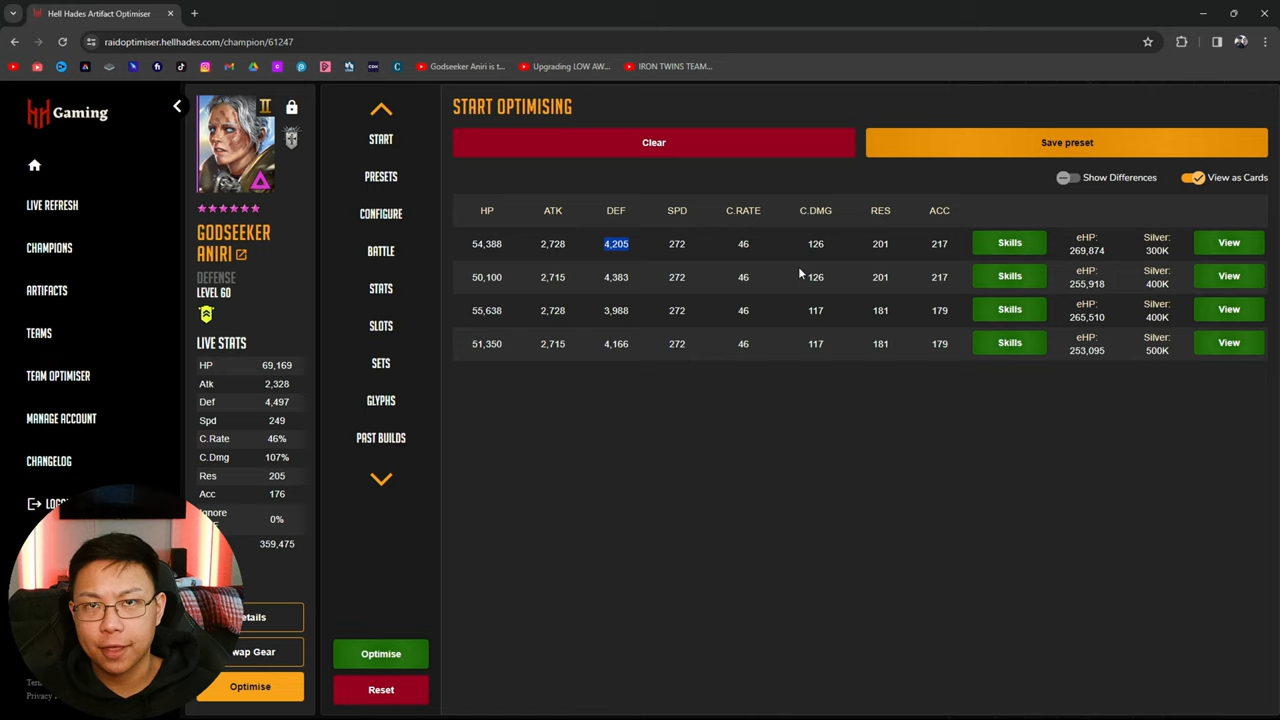 Hell Hades Artifact Optimiser
raidoptimiser.hellhades.com/champion/61247
Godseeker Aniri is t...
Upgrading LOW AW...
IRON TWINS TEAM...
Gaming
LIVE REFRESH
CHAMPIONS
ARTIFACTS
TEAMS
TEAM OPTIMISER
MANAGE ACCOUNT
CHANGELOG
GODSEEKER
ANIRI
DEFENSE
LEVEL 60
LIVE STATS
HP 69,169
Atk 2,328
Def 4,497
Spd 249
C.Rate 46%
C.Dmg 107%
Res 205
Acc 176
Ignore 0%
359,475
Optimise
START
PRESETS
CONFIGURE
BATTLE
STATS
SLOTS
SETS
GLYPHS
PAST BUILDS
Optimise
Reset
START OPTIMISING
Clear Save preset
Show Differences View as Cards
HP ATK DEF SPD C.RATE C.DMG RES ACC
54,388 2,728 4,205 272 46 126 201 217 Skills eHP: 269,874 Silver: 300K View
50,100 2,715 4,383 272 46 126 201 217 Skills eHP: 255,918 Silver: 400K View
55,638 2,728 3,988 272 46 117 181 179 Skills eHP: 265,510 Silver: 400K View
51,350 2,715 4,166 272 46 117 181 179 Skills eHP: 253,095 Silver: 500K View